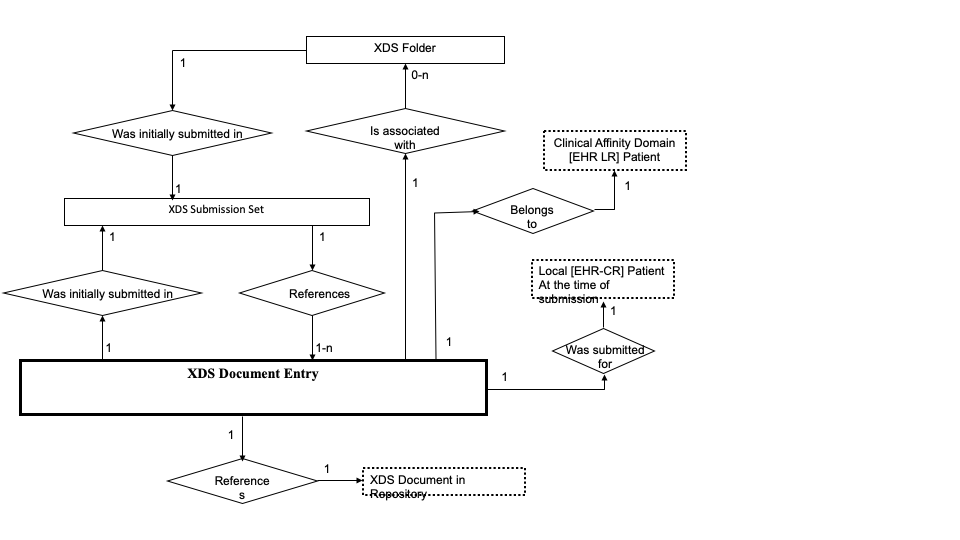 XDS Folder
1
0-n
Was initially submitted in
Is associated
with
Clinical Affinity Domain
[EHR LR] Patient
1
1
1
XDS Submission Set
Belongs
to
1
1
Local [EHR-CR] Patient
At the time of
submission
Was initially submitted in
References
1
1
1-n
1
Was submitted
for
XDS Document Entry
1
1
Reference
s
1
XDS Document in
Repository